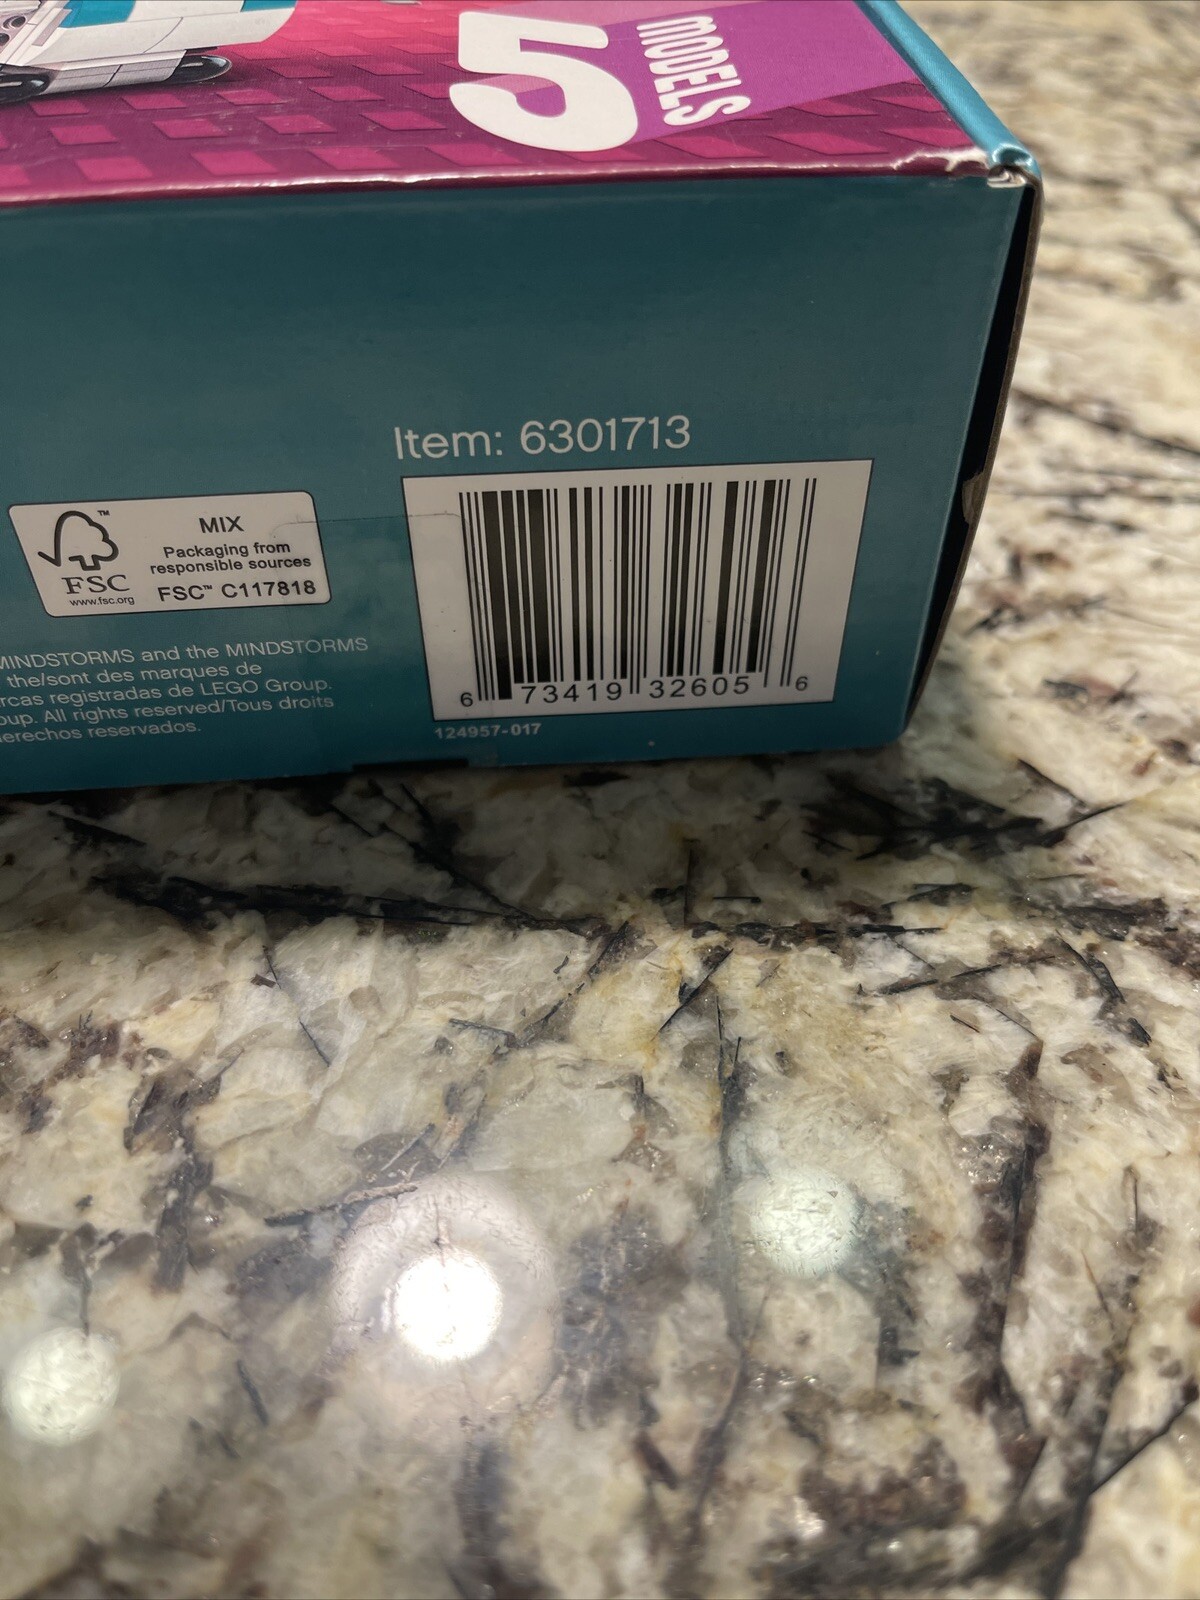 5
MODELS
Item: 6301713
MIX
Packaging from
responsible sources
FSC™ C117818
™
FSC
www.fsc.org
6 73419 32605 6
124957-017
MINDSTORMS and the MINDSTORMS
the/sont des marques de
rcas registradas de LEGO Group.
oup. All rights reserved/Tous droits
erechos reservados.